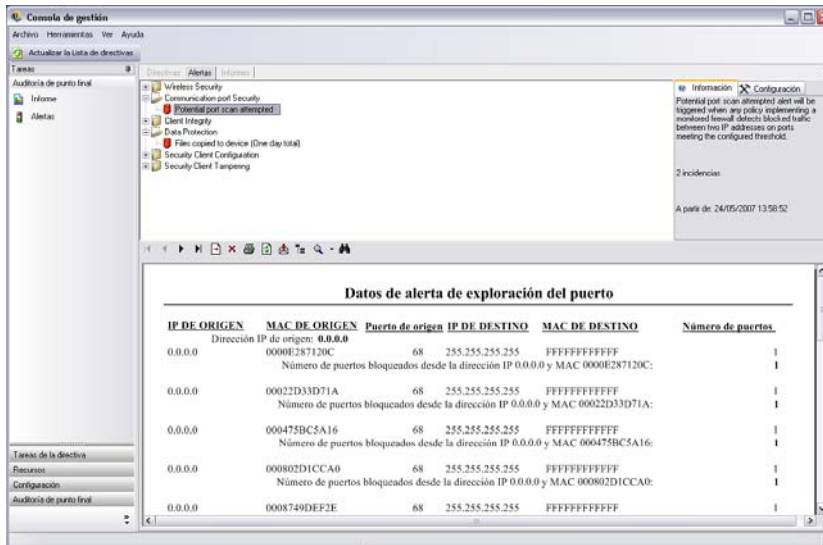 Consola de gestión
Archivo Herramientas Ver Ayuda
Actualizar la Lista de directivas
Tareas
Auditoría de punto final
Informe
Alertas
Directivas Alertas Informes
Wireless Security
Communication port Security
Potential port scan attempted
Client Integrity
Data Protection
Files copied to device (One day total)
Security Client Configuration
Security Client Tampering
Información Configuración
Potential port scan attempted alert will be
triggered when any policy implementing a
monitored firewall detects blocked traffic
between two IP addresses on ports
meeting the configured threshold.
2 incidencias
A partir de: 24/05/2007 13:58:52
Datos de alerta de exploración del puerto
IP DE ORIGEN MAC DE ORIGEN Puerto de origen IP DE DESTINO MAC DE DESTINO Número de puertos
Dirección IP de origen: 0.0.0.0
0.0.0.0 0000E287120C 68 255.255.255.255 FFFFFFFFFFFF 1
Número de puertos bloqueados desde la dirección IP 0.0.0.0 y MAC 0000E287120C: 1
0.0.0.0 00022D33D71A 68 255.255.255.255 FFFFFFFFFFFF 1
Número de puertos bloqueados desde la dirección IP 0.0.0.0 y MAC 00022D33D71A: 1
0.0.0.0 000475BC5A16 68 255.255.255.255 FFFFFFFFFFFF 1
Número de puertos bloqueados desde la dirección IP 0.0.0.0 y MAC 000475BC5A16: 1
0.0.0.0 000802D1CCA0 68 255.255.255.255 FFFFFFFFFFFF 1
Número de puertos bloqueados desde la dirección IP 0.0.0.0 y MAC 000802D1CCA0: 1
0.0.0.0 0008749DEF2E 68 255.255.255.255 FFFFFFFFFFFF 1
Tareas de la directiva
Recursos
Configuración
Auditoría de punto final